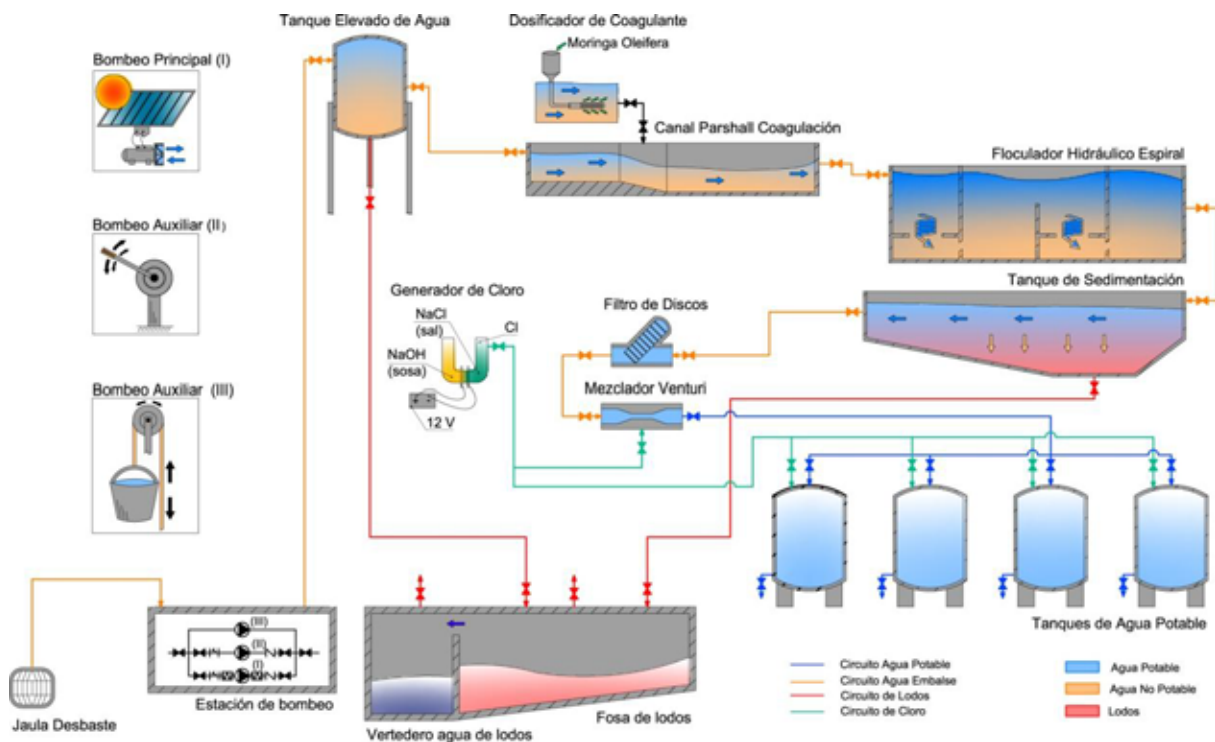 Tanque Elevado de Agua
Dosificador de Coagulante
Moringa Oleifera
Bombeo Principal (I)
Canal Parshall Coagulación
Floculador Hidráulico Espiral
Bombeo Auxiliar (II)
Tanque de Sedimentación
Generador de Cloro
Filtro de Discos
NaCl
(sal)
Cl
NaOH
(sosa)
Mezclador Venturi
12 V
Bombeo Auxiliar (III)
(III)
(II)
(I)
V
V
Estación de bombeo
Jaula Desbaste
Vertedero agua de lodos
Fosa de lodos
Tanques de Agua Potable
Circuito Agua Potable
Circuito Agua Embalse
Circuito de Lodos
Circuito de Cloro
Agua Potable
Agua No Potable
Lodos